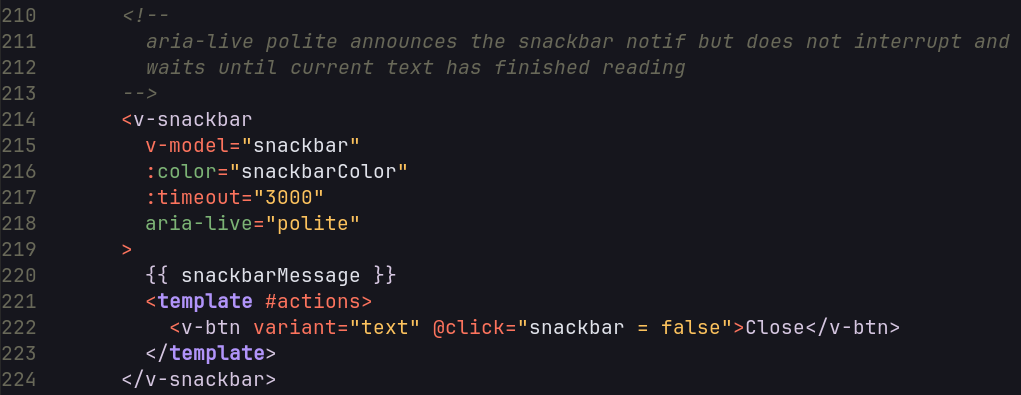 210 <!--
211 aria-live polite announces the snackbar notif but does not interrupt and
212 waits until current text has finished reading
213 -->
214 <v-snackbar
215 v-model="snackbar"
216 :color="snackbarColor"
217 :timeout="3000"
218 aria-live="polite"
219 >
220 {{ snackbarMessage }}
221 <template #actions>
222 <v-btn variant="text" @click="snackbar = false">Close</v-btn>
223 </template>
224 </v-snackbar>